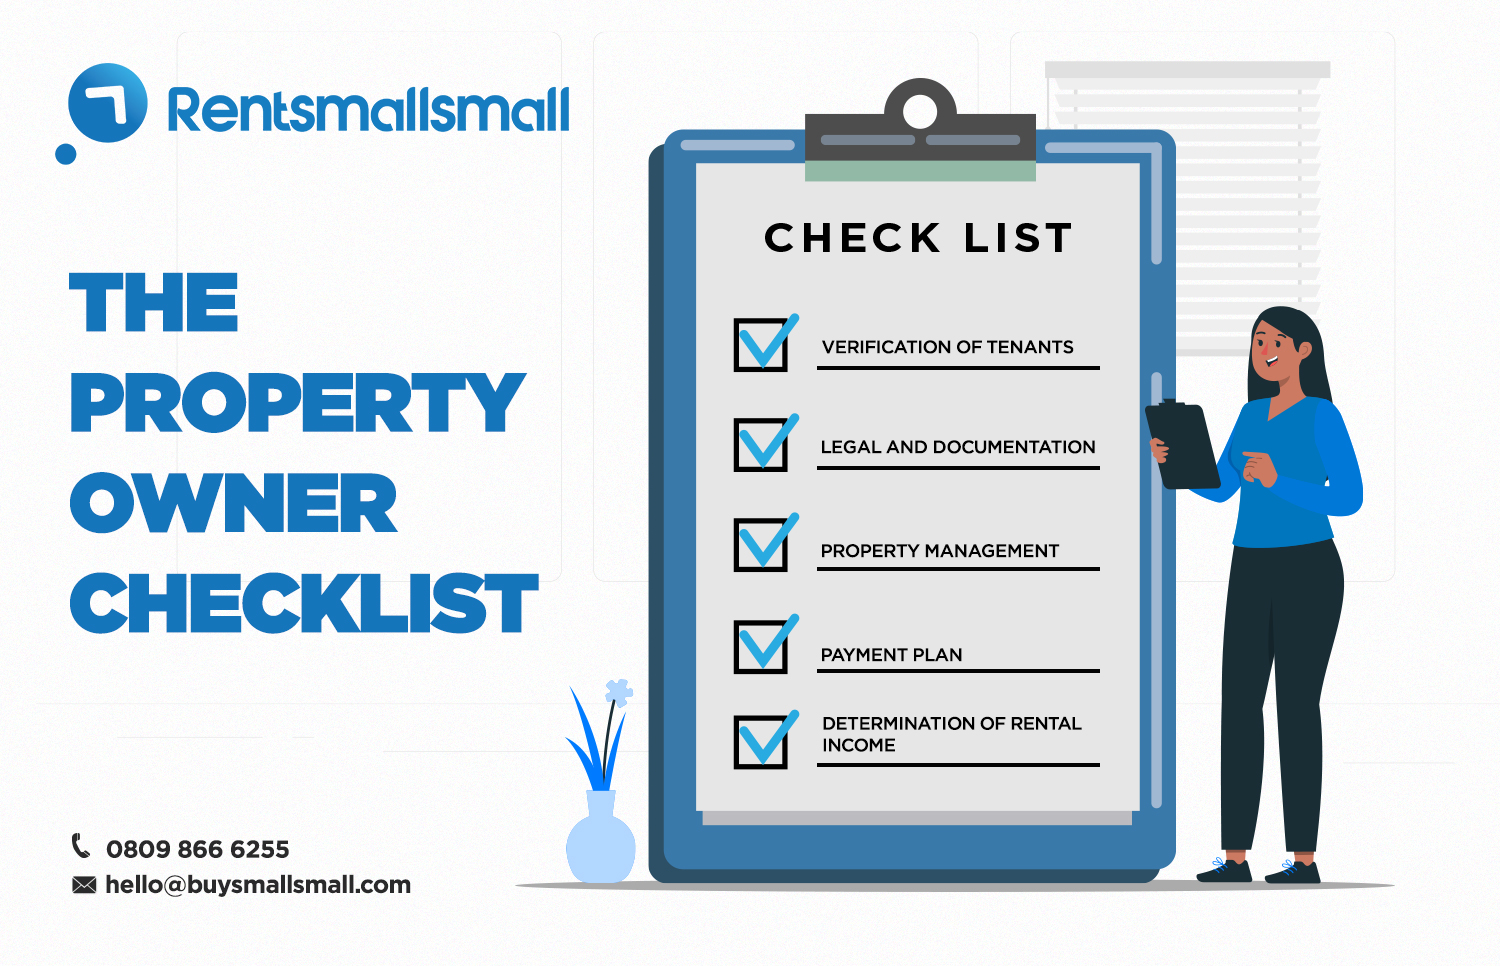 Rentsmallsmall
THE
PROPERTY
OWNER
CHECKLIST
0809 866 6255
hello@buysmallsmall.com
CHECK LIST
VERIFICATION OF TENANTS
LEGAL AND DOCUMENTATION
PROPERTY MANAGEMENT
PAYMENT PLAN
DETERMINATION OF RENTAL
INCOME